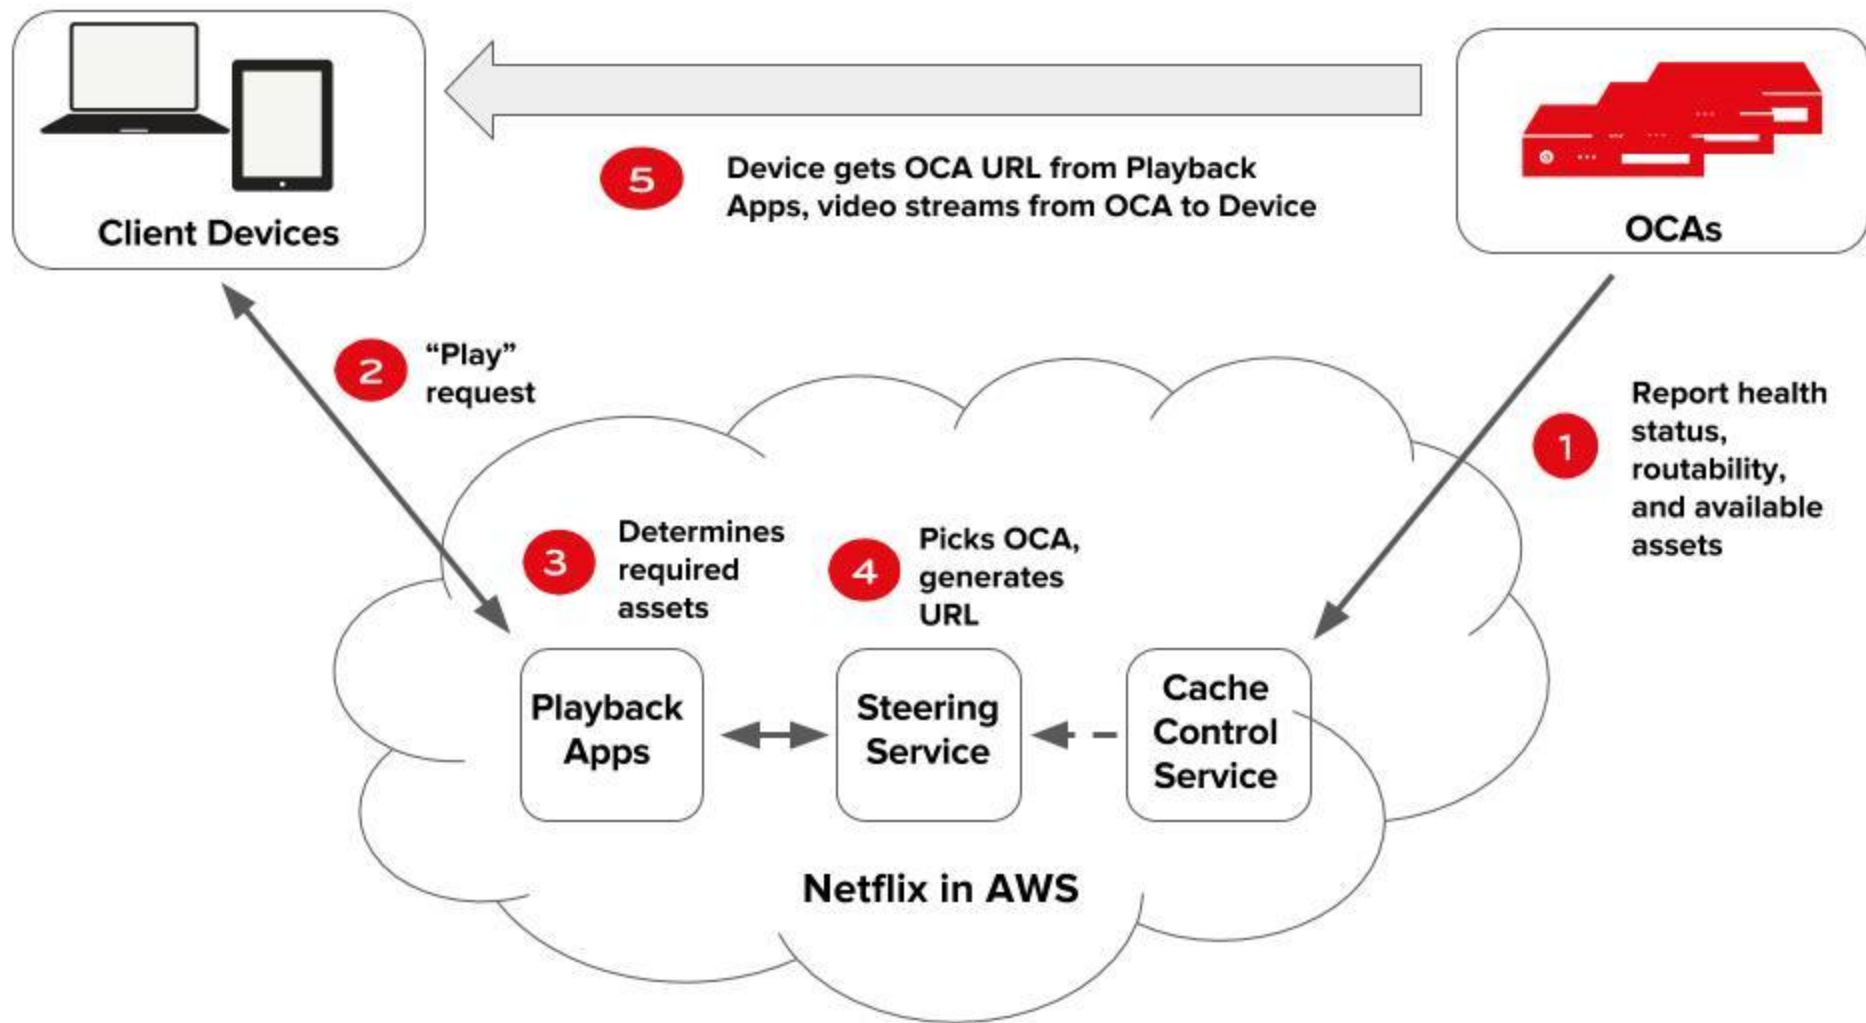 Client Devices
5
Device gets OCA URL from Playback
Apps, video streams from OCA to Device
OCAs
2
“Play”
request
1
Report health
status,
routability,
and available
assets
3
Determines
required
assets
4
Picks OCA,
generates
URL
Playback
Apps
Steering
Service
Cache
Control
Service
Netflix in AWS